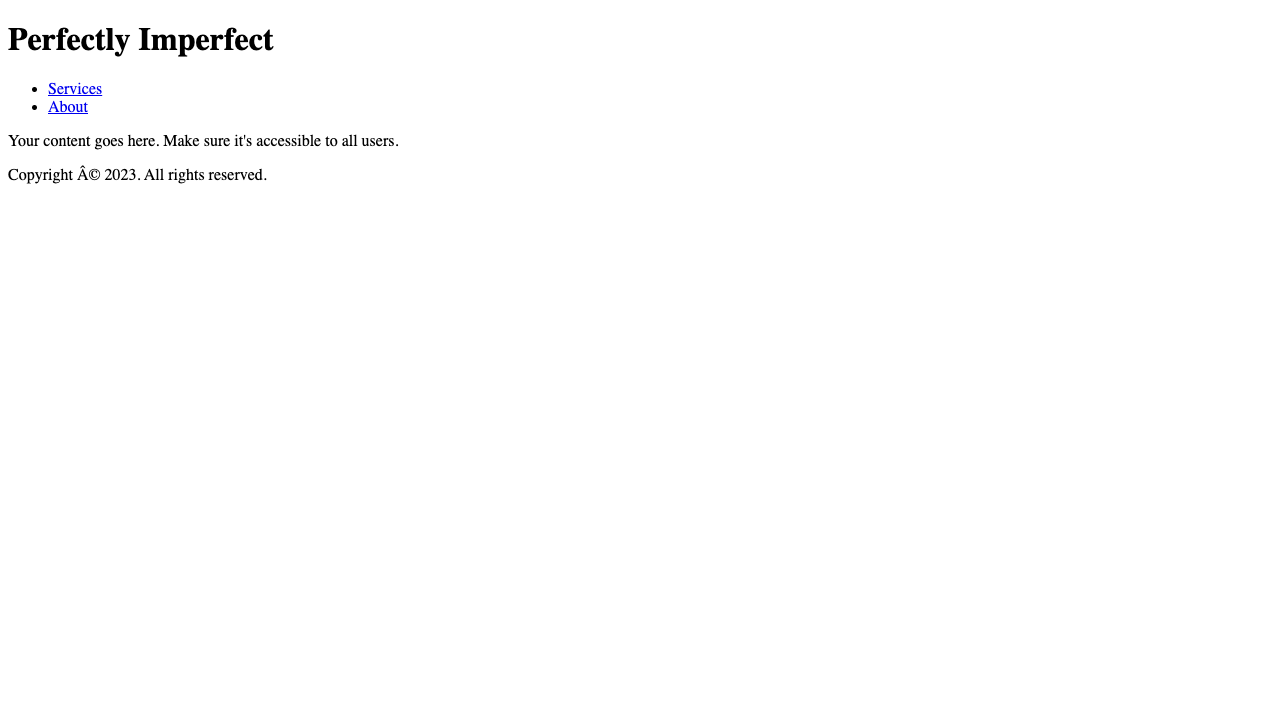 Perfectly Imperfect
Services
About
Your content goes here. Make sure it's accessible to all users.
Copyright Â© 2023. All rights reserved.